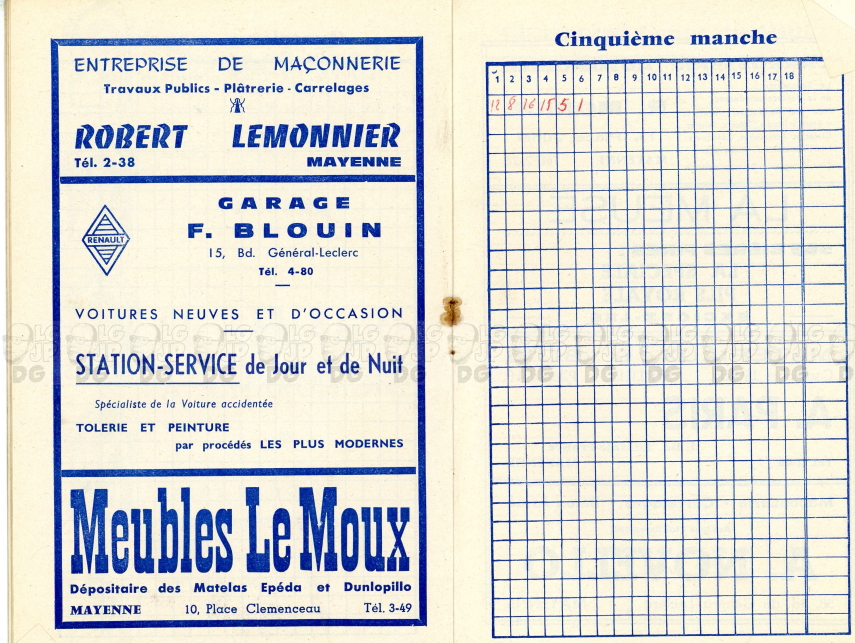 ENTREPRISE DE MAÇONNERIE
Travaux Publics - Plâtrerie - Carrelages
ROBERT LEMONNIER
Tél. 2-38 MAYENNE
GARAGE
RENAULT
F. BLOUIN
15, Bd. Général-Leclerc
Tél. 4-80
VOITURES NEUVES ET D'OCCASION
STATION-SERVICE de Jour et de Nuit
Spécialiste de la Voiture accidentée
TOLERIE ET PEINTURE
par procédés LES PLUS MODERNES
Meubles Le Moux
Dépositaire des Matelas Epéda et Dunlopillo
MAYENNE 10, Place Clemenceau Tél. 3-49
Cinquième manche
1 2 3 4 5 6 7 8 9 10 11 12 13 14 15 16 17 18
12 8 16 15 5 1